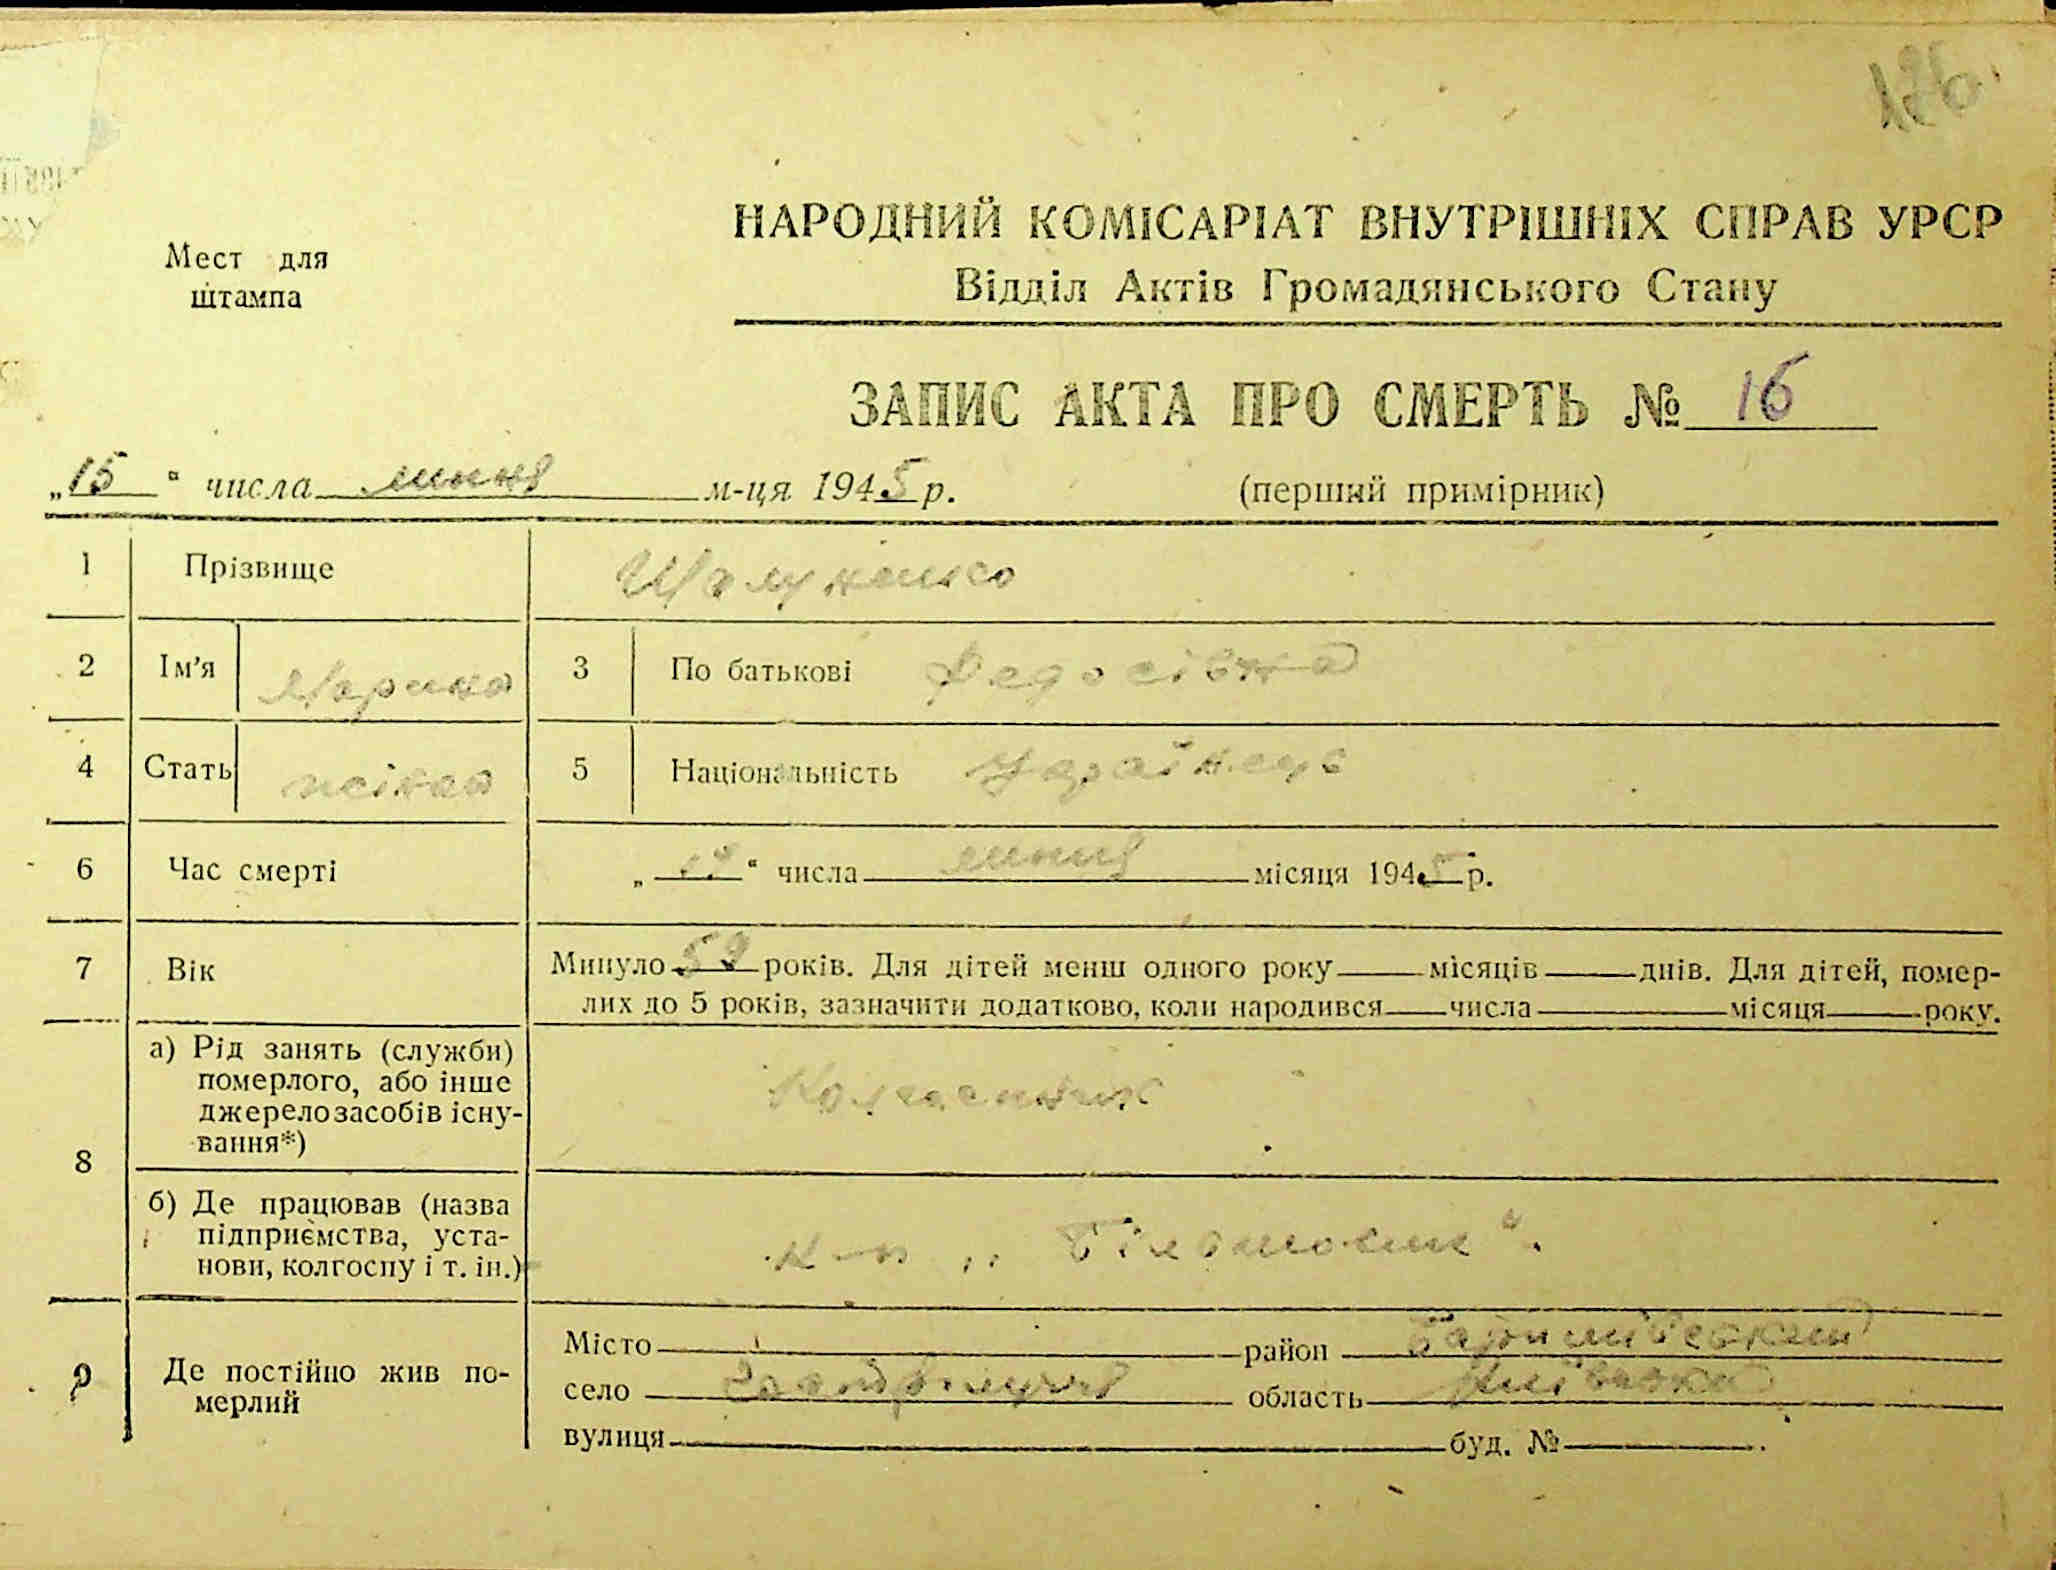 126
Мест для
штампа
НАРОДНИЙ КОМІСАРІАТ ВНУТРІШНІХ СПРАВ УРСР
Відділ Актів Громадянського Стану
ЗАПИС АКТА ПРО СМЕРТЬ № 16
„15“ числа липня м-ця 1945 р. (перший примірник)
1 Прізвище
2 Ім’я Марина 3 По батькові Федосівна
4 Стать жіноч 5 Національність Українець
6 Час смерті „ “ числа липня місяця 1945 р.
7 Вік Минуло 59 років. Для дітей менш одного року місяців днів. Для дітей, помер-
лих до 5 років, зазначити додатково, коли народився числа місяця року.
8 а) Рід занять (служби)
померлого, або інше
джерело засобів існу-
вання*)
Колгоспник
б) Де працював (назва
підприємства, уста-
нови, колгоспу і т. ін.)
к-п „Більшовик“.
9 Де постійно жив по-
мерлий
Місто район Баришівський
село область Київська
вулиця буд. № .